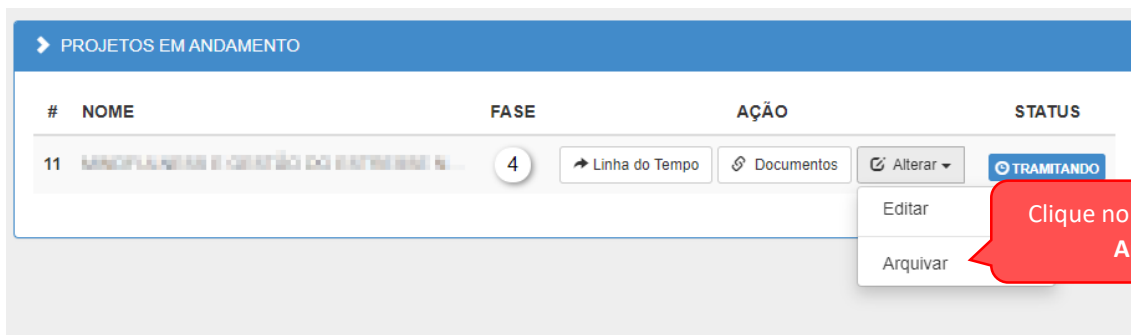 PROJETOS EM ANDAMENTO
# NOME FASE AÇÃO STATUS
11 4 Linha do Tempo Documentos Alterar TRAMITANDO
Editar
Clique no
A
Arquivar